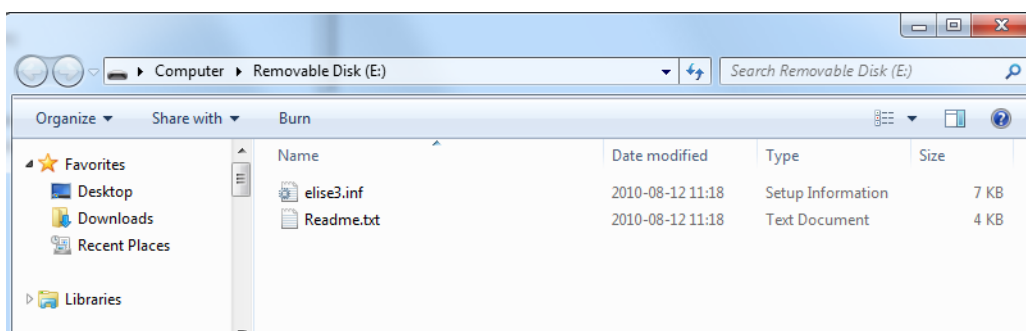 Computer Removable Disk (E:) Search Removable Disk (E:)
Organize Share with Burn
Name Date modified Type Size
Favorites
Desktop
Downloads
Recent Places
Libraries
elise3.inf 2010-08-12 11:18 Setup Information 7 KB
Readme.txt 2010-08-12 11:18 Text Document 4 KB